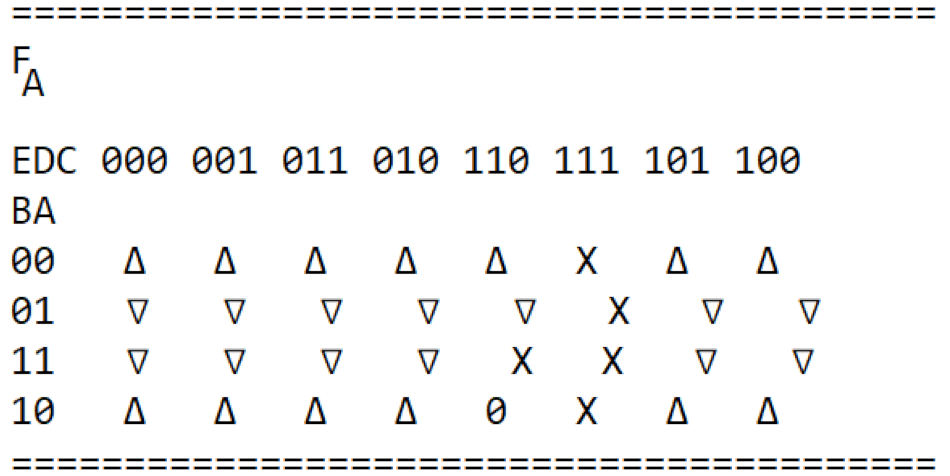 =========================================
F
A
EDC 000 001 011 010 110 111 101 100
BA
00 Δ Δ Δ Δ Δ X Δ Δ
01 ∇ ∇ ∇ ∇ ∇ X ∇ ∇
11 ∇ ∇ ∇ ∇ X X ∇ ∇
10 Δ Δ Δ Δ 0 X Δ Δ
=========================================